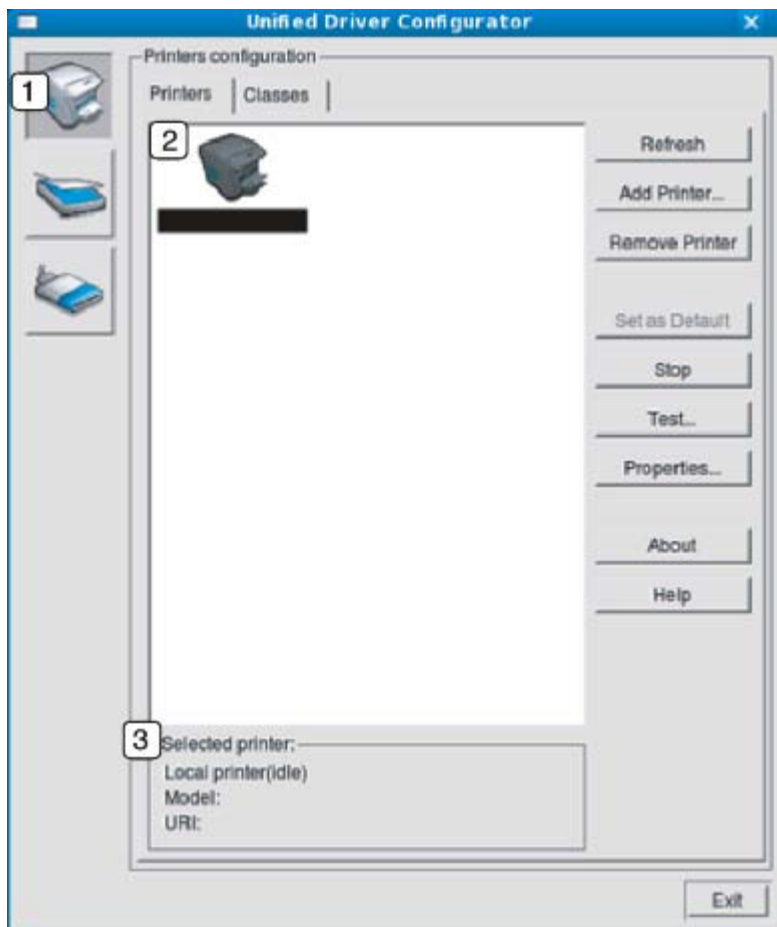 Unified Driver Configurator
Printers configuration
1
Printers
Classes
2
Refresh
Add Printer...
Remove Printer
Set as Default
Stop
Test...
Properties...
About
Help
3
Selected printer:
Local printer(idle)
Model:
URI:
Exit